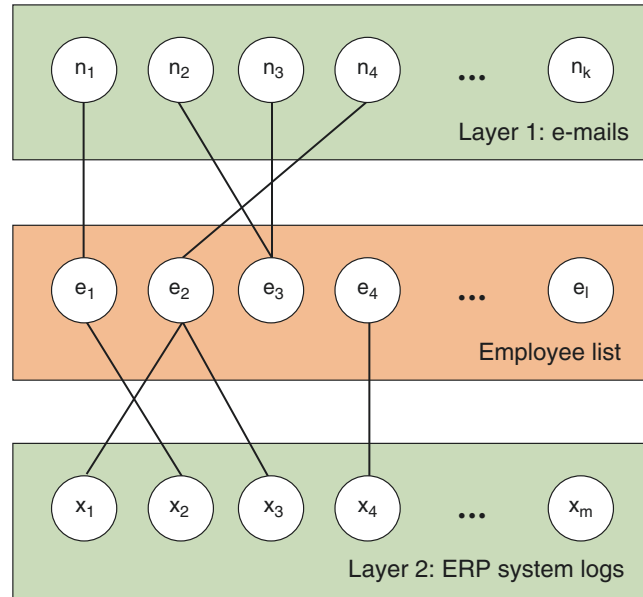 n₁ n₂ n₃ n₄ ... nₖ
Layer 1: e-mails
e₁ e₂ e₃ e₄ ... eₗ
Employee list
x₁ x₂ x₃ x₄ ... xₘ
Layer 2: ERP system logs